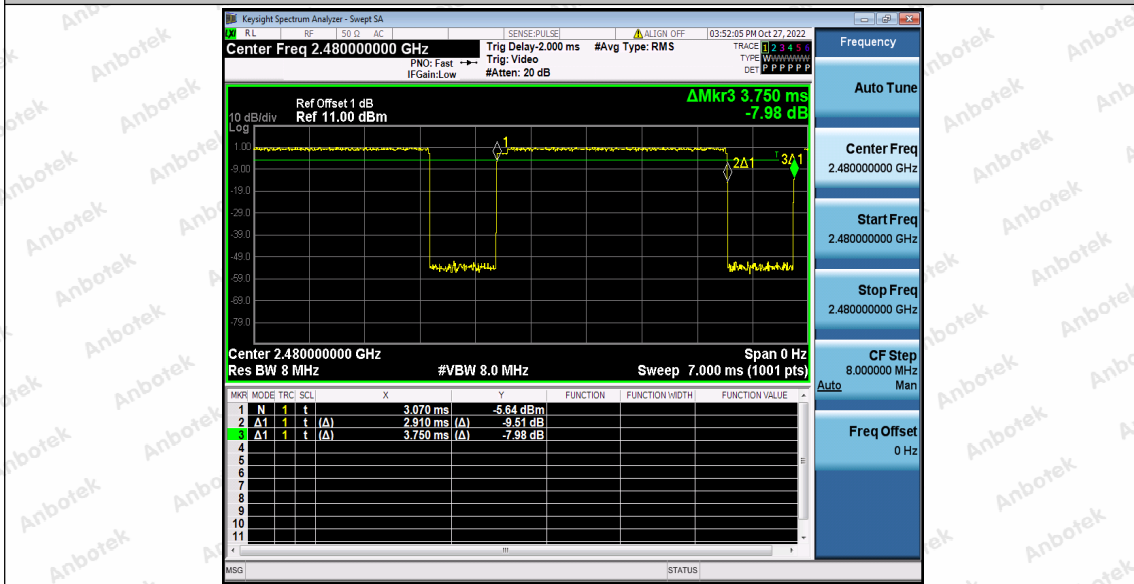 Keysight Spectrum Analyzer - Swept SA
RL RF 50 Ω AC SENSE:PULSE ALIGN OFF 03:52:05 PM Oct 27, 2022
Center Freq 2.480000000 GHz
PNO: Fast
IFGain:Low
Trig Delay-2.000 ms
Trig: Video
#Atten: 20 dB
#Avg Type: RMS
TRACE 1 2 3 4 5 6
TYPE WWWWWW
DET P P P P P P
ΔMkr3 3.750 ms
-7.98 dB
Ref Offset 1 dB
10 dB/div Ref 11.00 dBm
Log
1.00
-9.00
-19.0
-29.0
-39.0
-49.0
-59.0
-69.0
-79.0
1
2Δ1
3Δ1
Center 2.480000000 GHz Span 0 Hz
Res BW 8 MHz #VBW 8.0 MHz Sweep 7.000 ms (1001 pts)
MKR MODE TRC SCL X Y FUNCTION FUNCTION WIDTH FUNCTION VALUE
1 N 1 t 3.070 ms -5.64 dBm
2 Δ1 1 t (Δ) 2.910 ms (Δ) -9.51 dB
3 Δ1 1 t (Δ) 3.750 ms (Δ) -7.98 dB
4
5
6
7
8
9
10
11
MSG STATUS
Frequency
Auto Tune
Center Freq
2.480000000 GHz
Start Freq
2.480000000 GHz
Stop Freq
2.480000000 GHz
CF Step
8.000000 MHz
Auto Man
Freq Offset
0 Hz
Anbotek